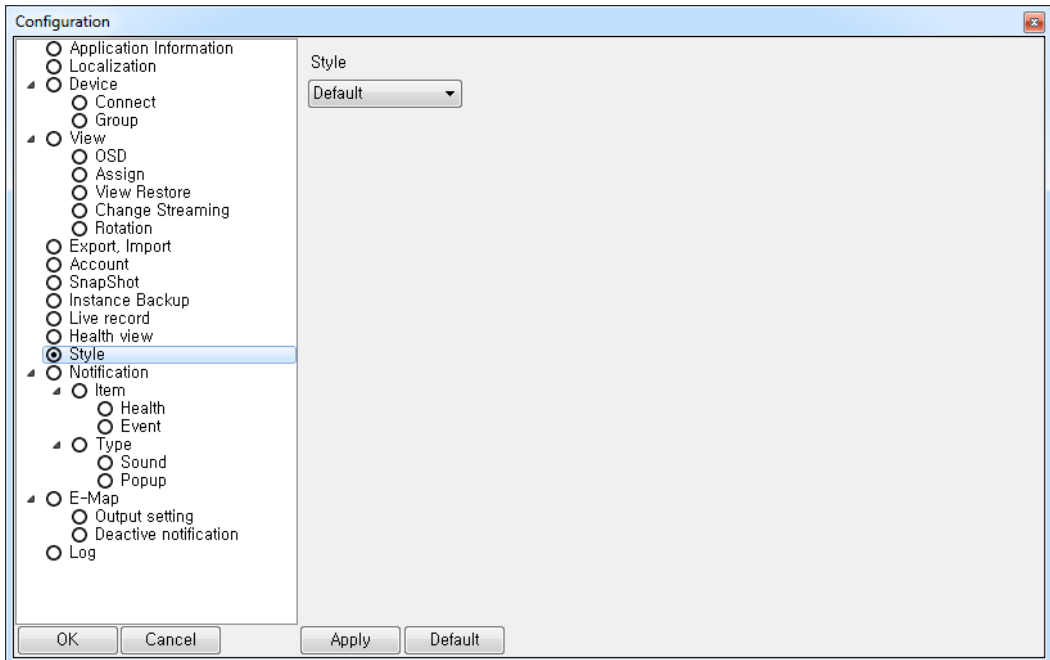 Configuration
Application Information
Localization
Device
Connect
Group
View
OSD
Assign
View Restore
Change Streaming
Rotation
Export, Import
Account
SnapShot
Instance Backup
Live record
Health view
Style
Notification
Item
Health
Event
Type
Sound
Popup
E-Map
Output setting
Deactive notification
Log
Style
Default
OK Cancel Apply Default